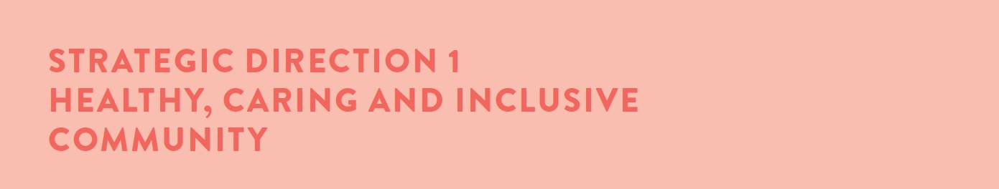 STRATEGIC DIRECTION 1
HEALTHY, CARING AND INCLUSIVE
COMMUNITY